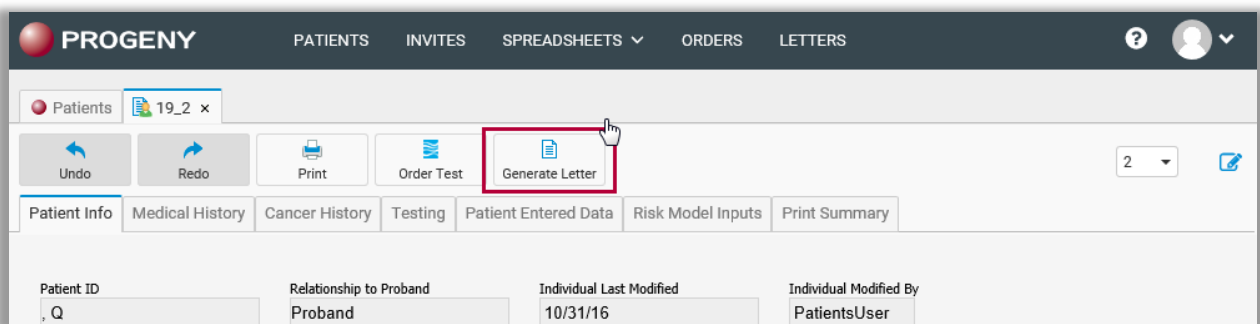 PROGENY PATIENTS INVITES SPREADSHEETS ORDERS LETTERS ?
Patients 19_2 ×
Undo Redo Print Order Test Generate Letter 2
Patient Info Medical History Cancer History Testing Patient Entered Data Risk Model Inputs Print Summary
Patient ID Relationship to Proband Individual Last Modified Individual Modified By
, Q Proband 10/31/16 PatientsUser